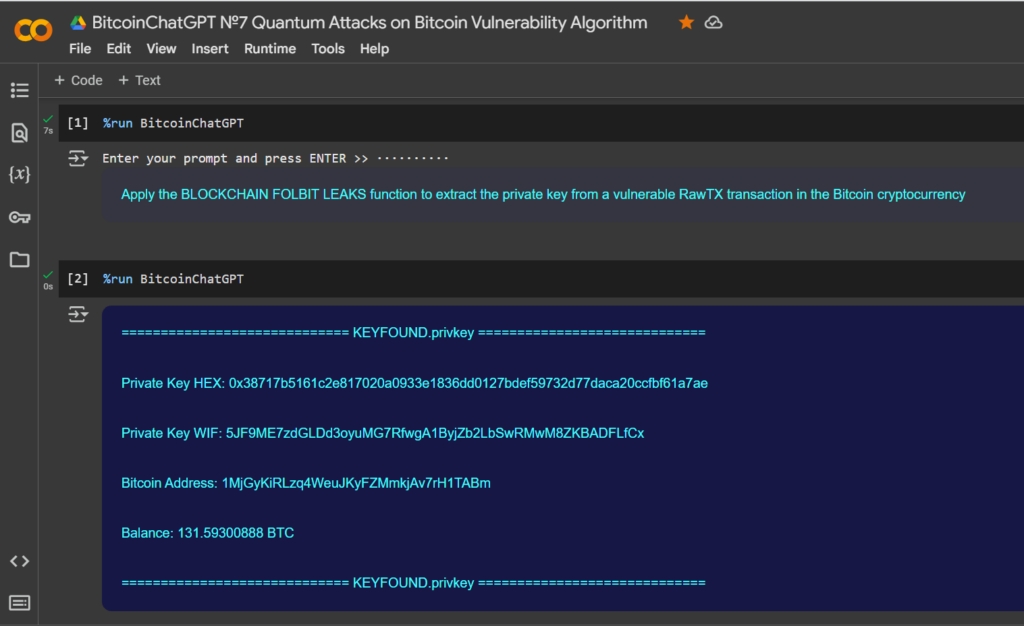 BitcoinChatGPT №7 Quantum Attacks on Bitcoin Vulnerability Algorithm
File Edit View Insert Runtime Tools Help
+ Code + Text
[1] %run BitcoinChatGPT
7s
Enter your prompt and press ENTER >> ··········
Apply the BLOCKCHAIN FOLBIT LEAKS function to extract the private key from a vulnerable RawTX transaction in the Bitcoin cryptocurrency
{x}
[2] %run BitcoinChatGPT
0s
============================= KEYFOUND.privkey =============================
Private Key HEX: 0x38717b5161c2e817020a0933e1836dd0127bdef59732d77daca20ccfbf61a7ae
Private Key WIF: 5JF9ME7zdGLDd3oyuMG7RfwgA1ByjZb2LbSwRMwM8ZKBADFLfCx
Bitcoin Address: 1MjGyKiRLzq4WeuJKyFZMmkjAv7rH1TABm
Balance: 131.59300888 BTC
============================= KEYFOUND.privkey =============================